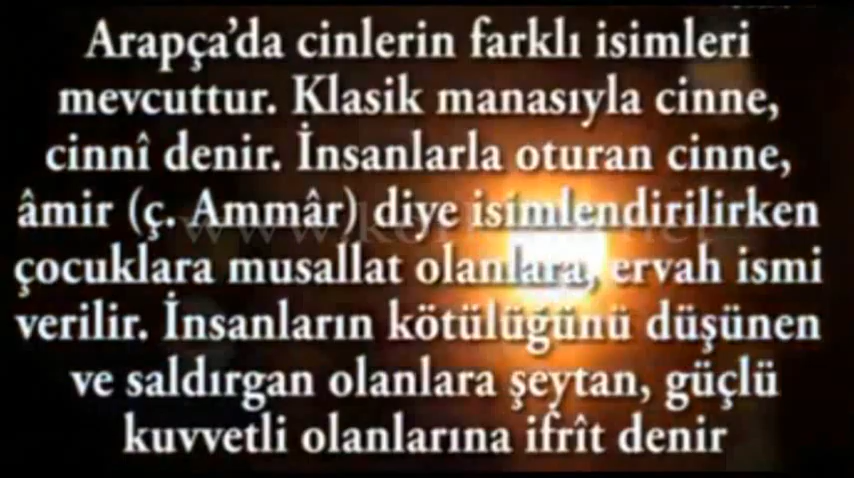 Arapça’da cinlerin farklı isimleri
mevcuttur. Klasik manasıyla cinne,
cinnî denir. İnsanlarla oturan cinne,
âmir (ç. Ammâr) diye isimlendirilirken
çocuklara musallat olanlara, ervah ismi
verilir. İnsanların kötülüğünü düşünen
ve saldırgan olanlara şeytan, güçlü
kuvvetli olanlarına ifrît denir